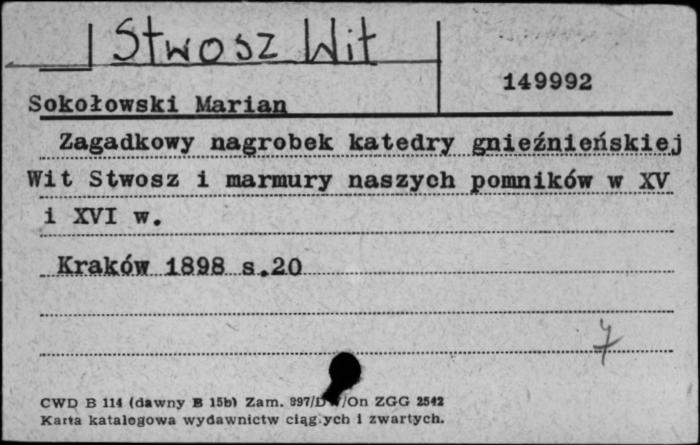 Stwosz Wit
149992
Sokołowski Marian
Zagadkowy nagrobek katedry gnieźnieńskiej
Wit Stwosz i marmury naszych pomników w XV
i XVI w.
Kraków 1898 s.20
7
CWD B 114 (dawny B 15b) Zam. 997/ /On ZGG 2542
Karta katalogowa wydawnictw ciągłych i zwartych.